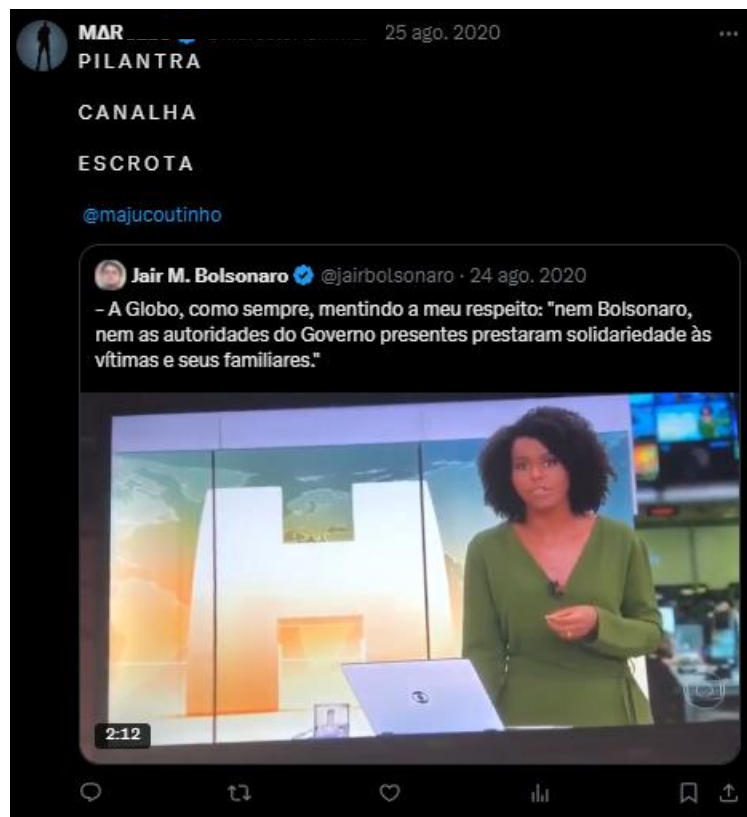 MΔR
25 ago. 2020
PILANTRA
CANALHA
ESCROTA
@majucoutinho
Jair M. Bolsonaro @jairbolsonaro · 24 ago. 2020
– A Globo, como sempre, mentindo a meu respeito: "nem Bolsonaro,
nem as autoridades do Governo presentes prestaram solidariedade às
vítimas e seus familiares."
H
2:12